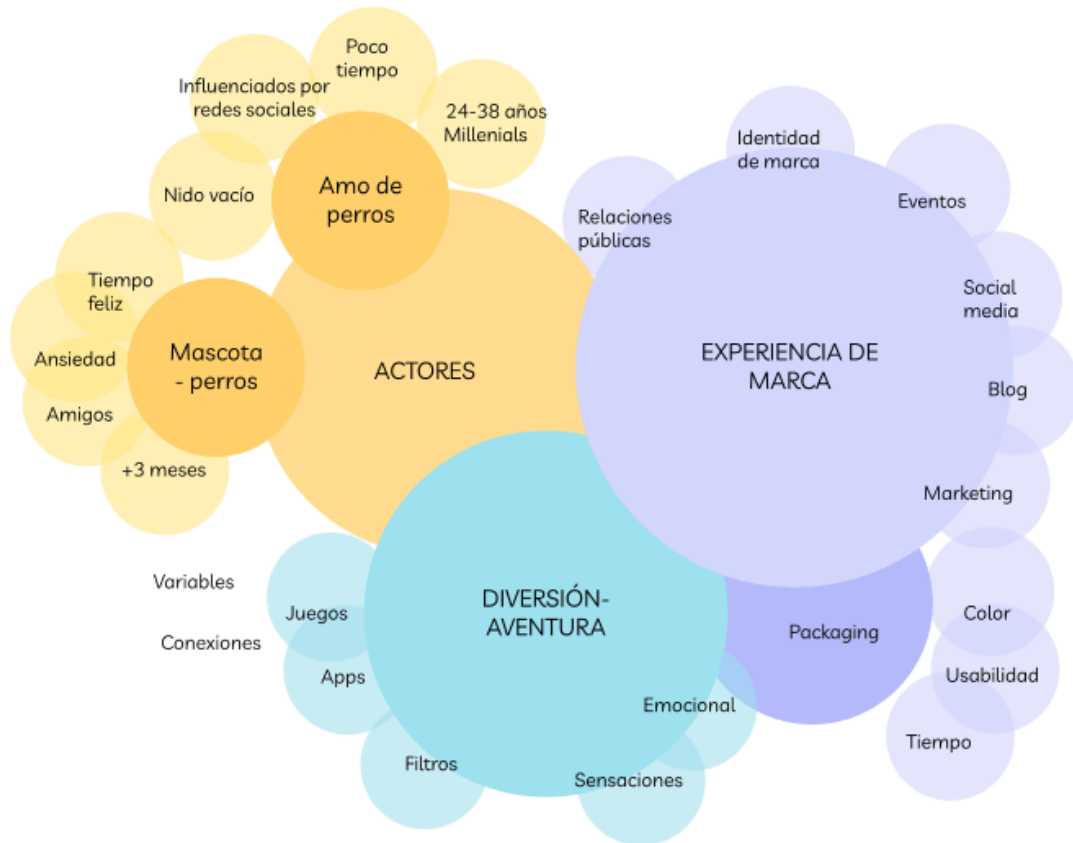 Poco
tiempo
Influenciados por
redes sociales
24-38 años
Millenials
Nido vacío
Amo de
perros
Tiempo
feliz
Ansiedad
Amigos
+3 meses
Mascota
- perros
ACTORES
Identidad
de marca
Relaciones
públicas
Eventos
Social
media
Blog
Marketing
EXPERIENCIA DE
MARCA
Variables
Conexiones
Juegos
Apps
Filtros
DIVERSIÓN-
AVENTURA
Emocional
Sensaciones
Packaging
Color
Usabilidad
Tiempo